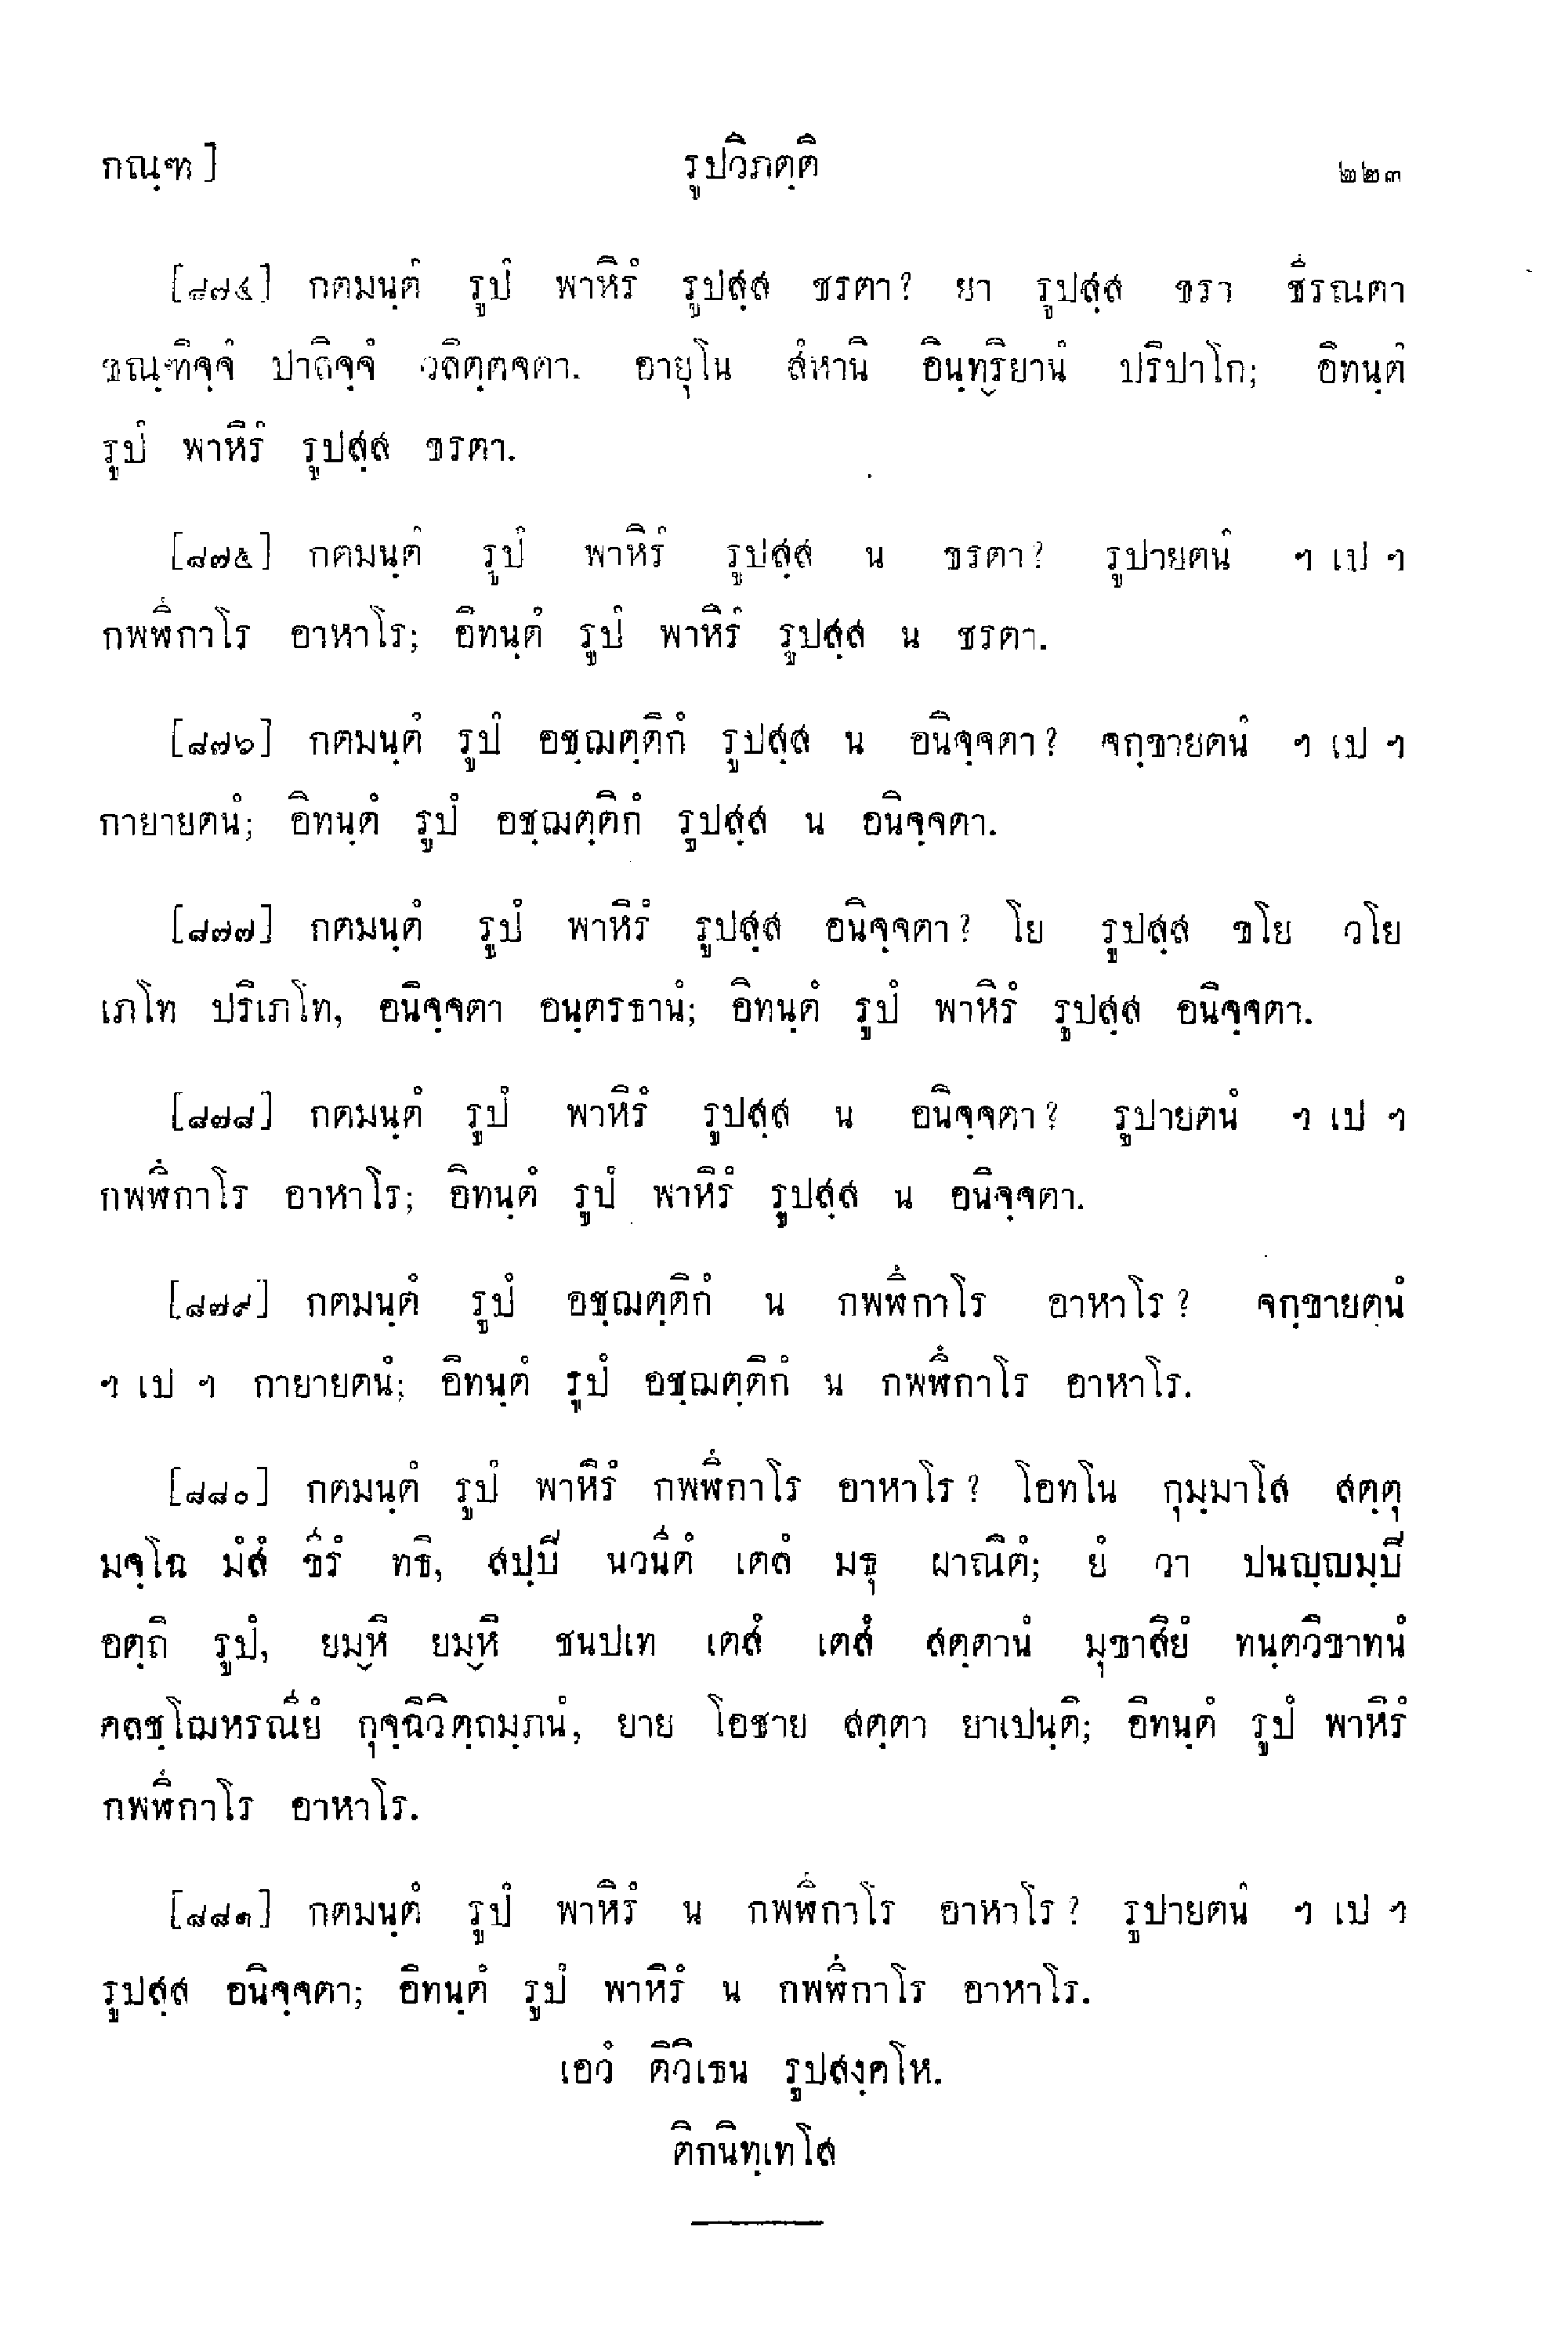 กณฺฑ] รูปวิภตฺติ ๒๒๓
[๘๗๔] กตมนฺตํ รูปํ พาหิรํ รูปสฺส ชรตา? ยา รูปสฺส ชรา ชีรณตา
ขณฺฑิจฺจํ ปาลิจฺจํ วลิตฺตจตา. อายุโน สํหานิ อินฺทฺริยานํ ปริปาโก; อิทนฺตํ
รูปํ พาหิรํ รูปสฺส ชรตา.
[๘๗๕] กตมนฺตํ รูปํ พาหิรํ รูปสฺส น ชรตา? รูปายตนํ ฯ เป ฯ
กพฬีกาโร อาหาโร; อิทนฺตํ รูปํ พาหิรํ รูปสฺส น ชรตา.
[๘๗๖] กตมนฺตํ รูปํ อชฺฌตฺติกํ รูปสฺส น อนิจฺจตา? จกฺขายตนํ ฯ เป ฯ
กายายตนํ; อิทนฺตํ รูปํ อชฺฌตฺติกํ รูปสฺส น อนิจฺจตา.
[๘๗๗] กตมนฺตํ รูปํ พาหิรํ รูปสฺส อนิจฺจตา? โย รูปสฺส ขโย วโย
เภโท ปริเภโท, อนิจฺจตา อนฺตรธานํ; อิทนฺตํ รูปํ พาหิรํ รูปสฺส อนิจฺจตา.
[๘๗๘] กตมนฺตํ รูปํ พาหิรํ รูปสฺส น อนิจฺจตา? รูปายตนํ ฯ เป ฯ
กพฬีกาโร อาหาโร; อิทนฺตํ รูปํ พาหิรํ รูปสฺส น อนิจฺจตา.
[๘๗๙] กตมนฺตํ รูปํ อชฺฌตฺติกํ น กพฬีกาโร อาหาโร? จกฺขายตนํ
ฯ เป ฯ กายายตนํ; อิทนฺตํ รูปํ อชฺฌตฺติกํ น กพฬีกาโร อาหาโร.
[๘๘๐] กตมนฺตํ รูปํ พาหิรํ กพฬีกาโร อาหาโร? โอทโน กุมฺมาโส สตฺตุ
มจฺโฉ มํสํ ขีรํ ทธิ, สปฺปิ นวนีตํ เตลํ มธุ ผาณิตํ; ยํ วา ปนญฺญมฺปิ
อตฺถิ รูปํ, ยมฺหิ ยมฺหิ ชนปเท เตสํ เตสํ สตฺตานํ มุขาสิยํ ทนฺตวิขาทนํ
คลชฺโฌหรณียํ กุจฺฉิวิตฺถมฺภนํ, ยาย โอชาย สตฺตา ยาเปนฺติ; อิทนฺตํ รูปํ พาหิรํ
กพฬีกาโร อาหาโร.
[๘๘๑] กตมนฺตํ รูปํ พาหิรํ น กพฬีกาโร อาหาโร? รูปายตนํ ฯ เป ฯ
รูปสฺส อนิจฺจตา; อิทนฺตํ รูปํ พาหิรํ น กพฬีกาโร อาหาโร.
เอวํ ติวิเธน รูปสงฺคโห.
ติกนิทฺเทโส